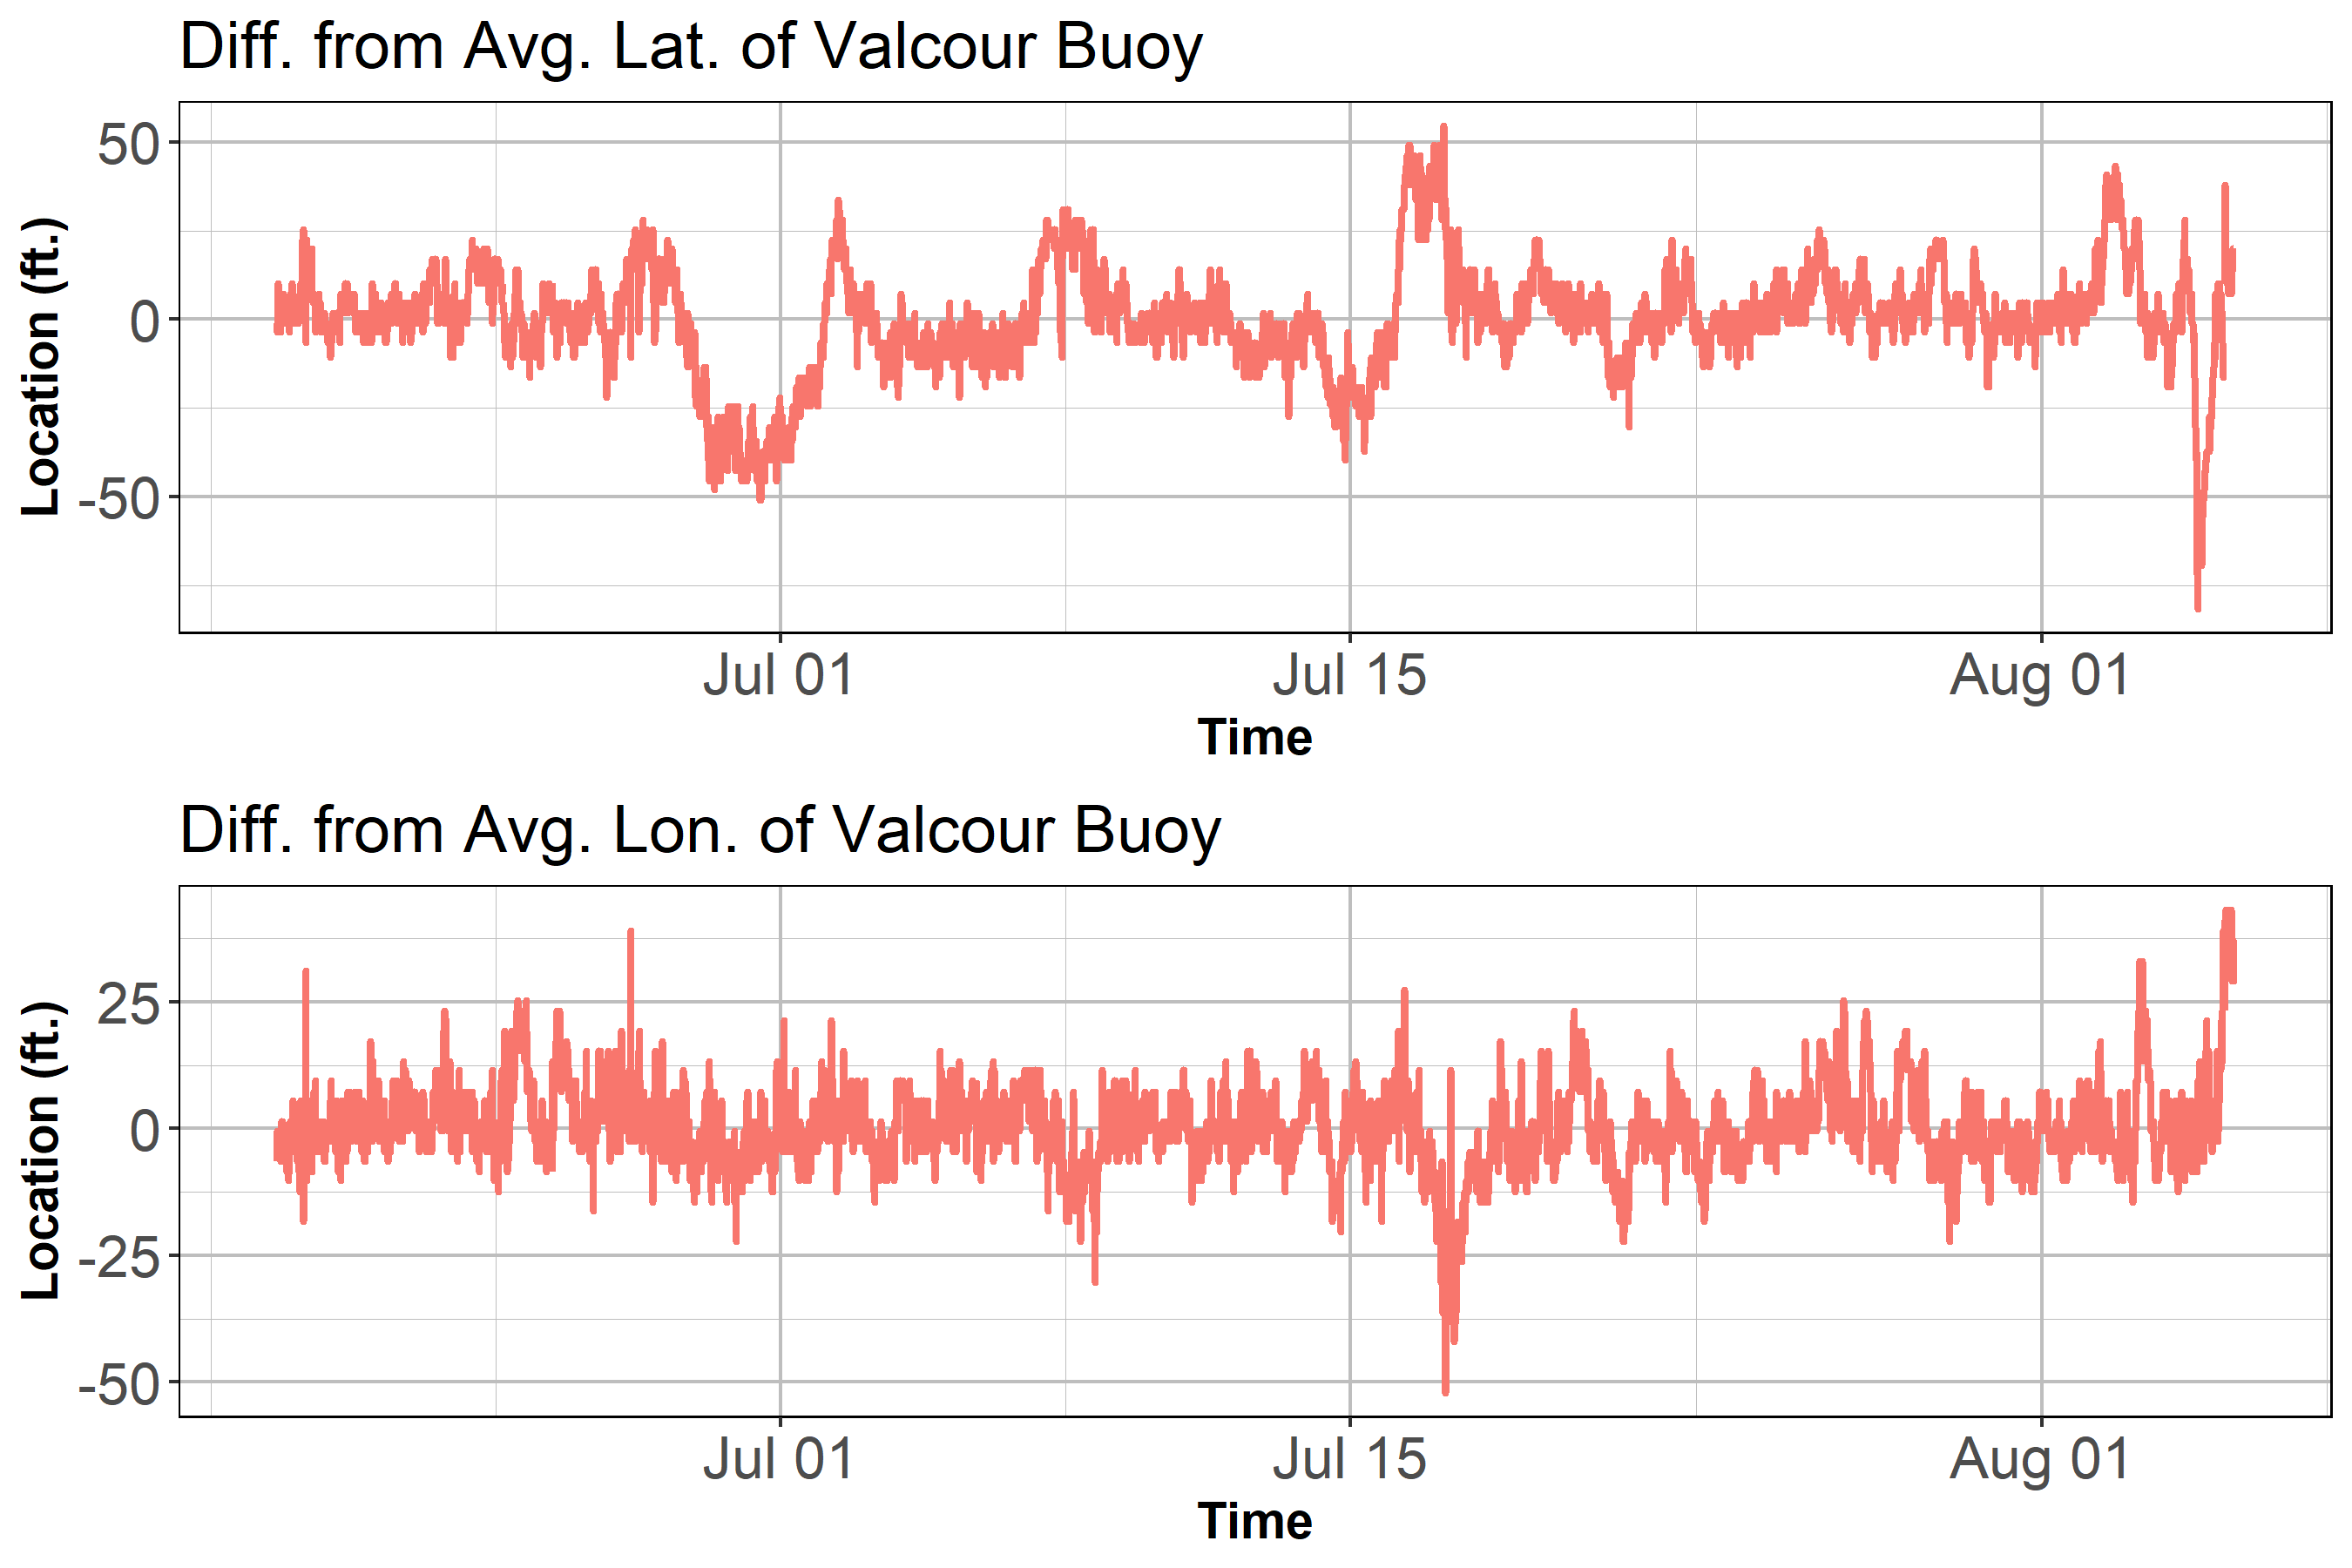 Diff. from Avg. Lat. of Valcour Buoy
Location (ft.)
50
0
-50
Jul 01
Jul 15
Aug 01
Time
Diff. from Avg. Lon. of Valcour Buoy
Location (ft.)
25
0
-25
-50
Jul 01
Jul 15
Aug 01
Time